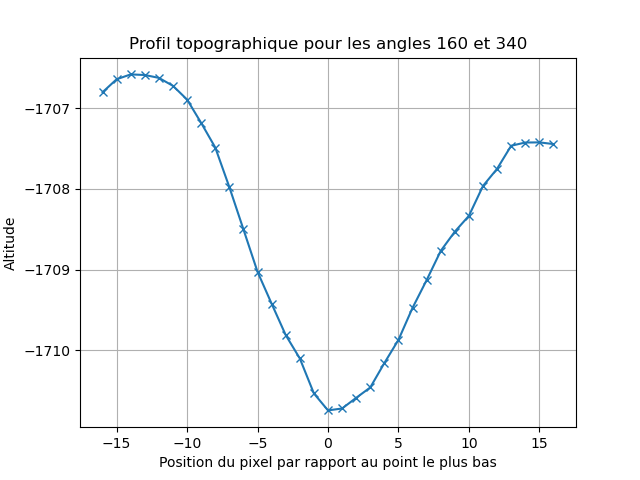 Profil topographique pour les angles 160 et 340
Altitude
−1707
−1708
−1709
−1710
−15 −10 −5 0 5 10 15
Position du pixel par rapport au point le plus bas